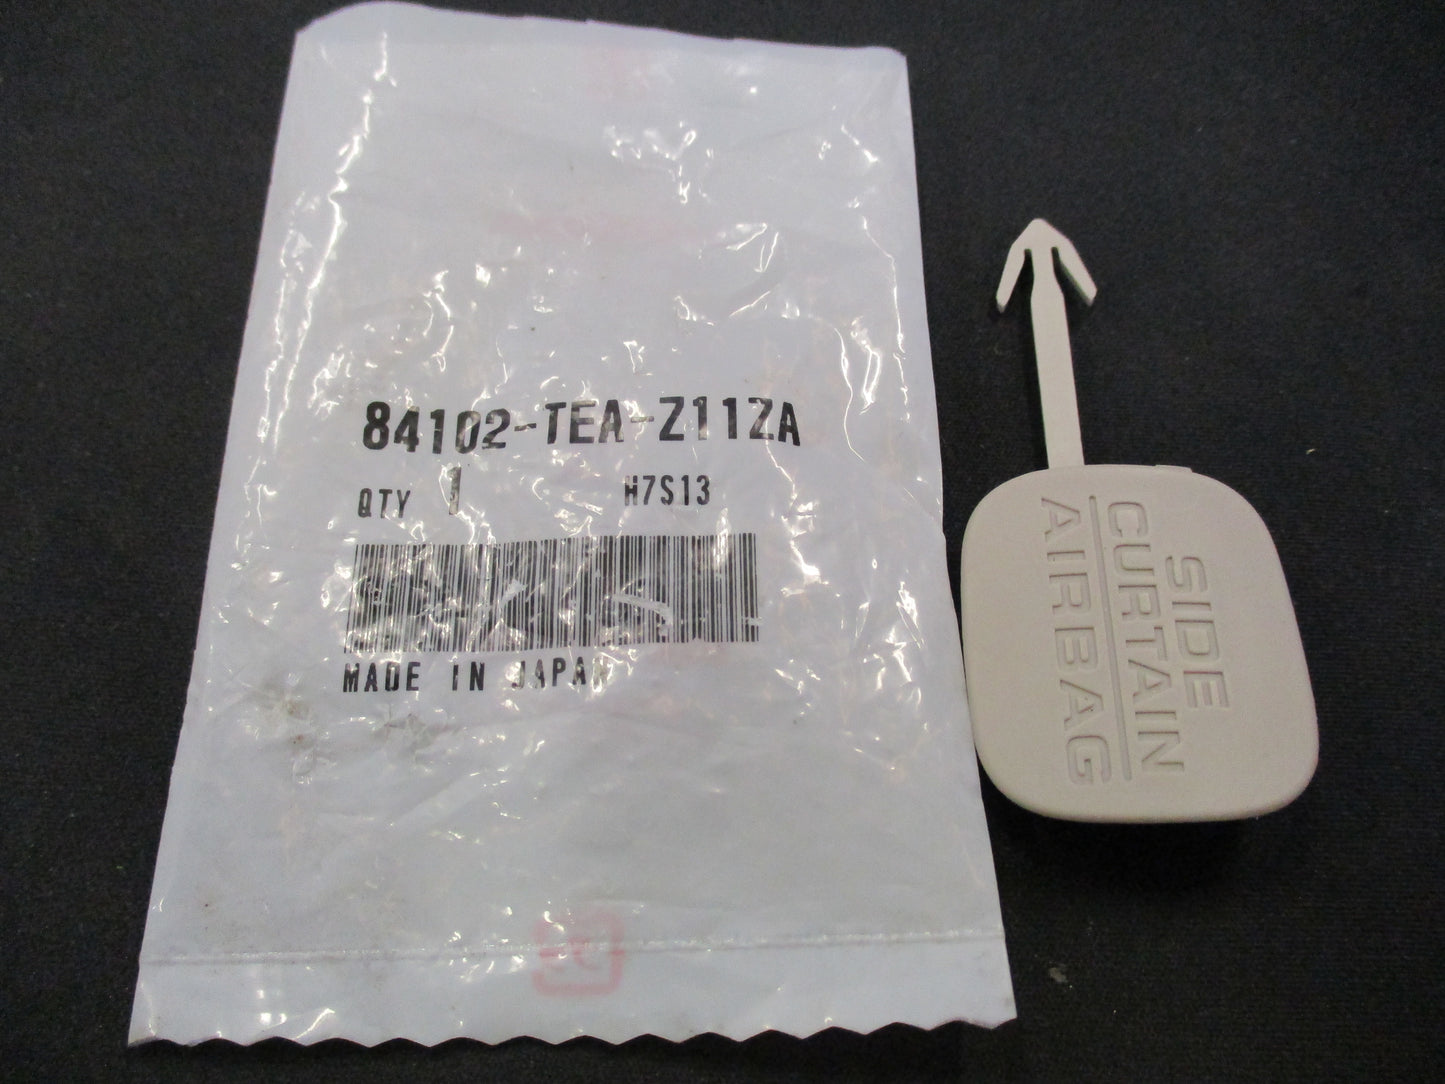 84102-TEA-Z11ZA
QTY 1 H7S13
MADE IN JAPAN
SIDE
CURTAIN
AIRBAG